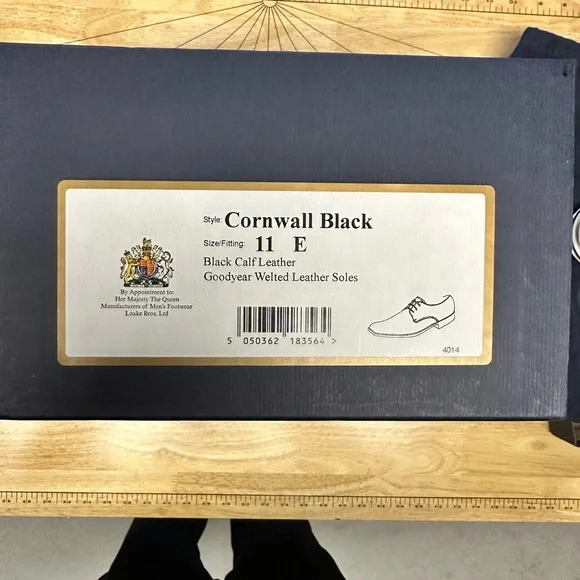 Style: Cornwall Black
Size/Fitting: 11 E
Black Calf Leather
Goodyear Welted Leather Soles
By Appointment to:
Her Majesty The Queen
Manufacturers of Men's Footwear
Loake Bros. Ltd
5 050362 183564 >
4014